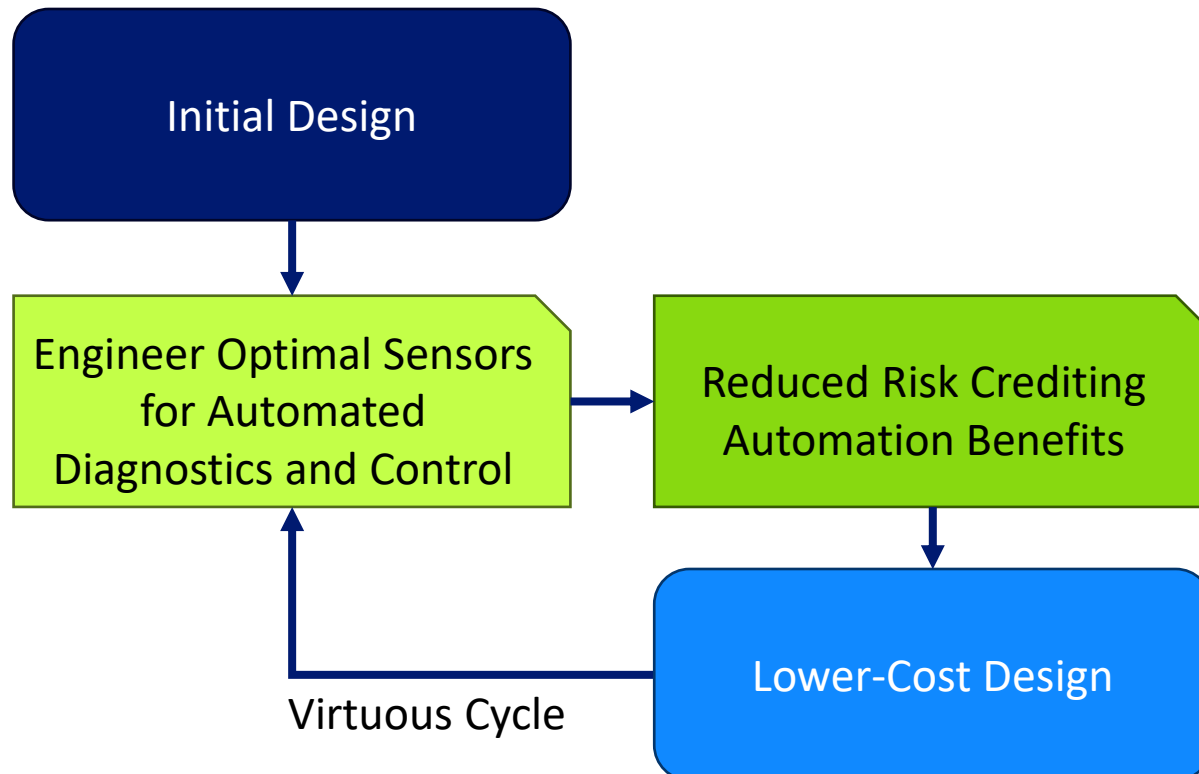 Initial Design
Engineer Optimal Sensors
for Automated
Diagnostics and Control
Reduced Risk Crediting
Automation Benefits
Lower-Cost Design
Virtuous Cycle